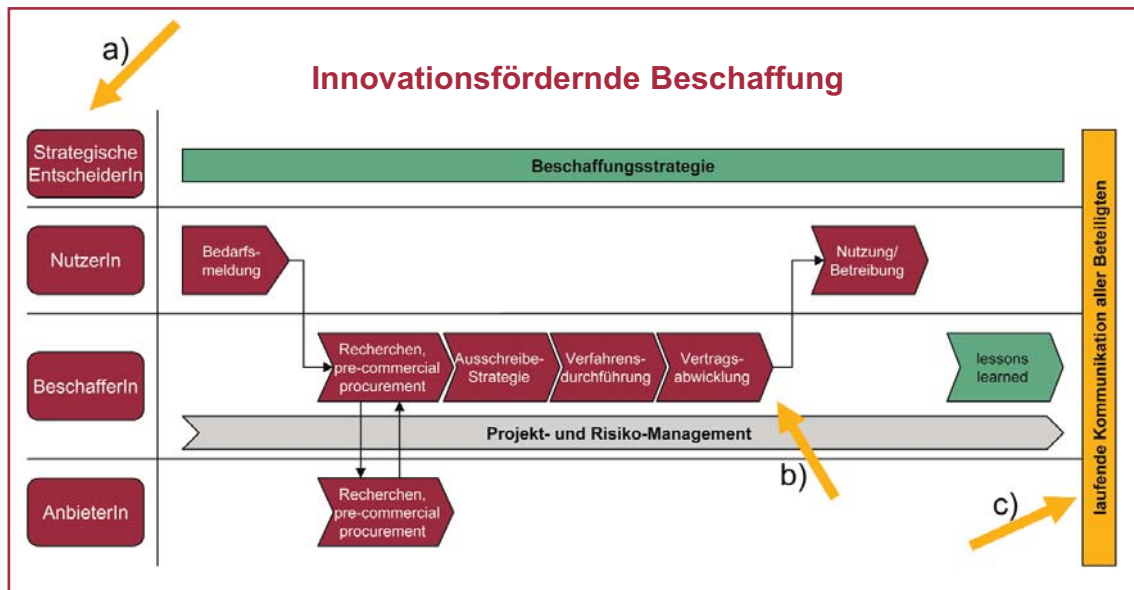 a)
Innovationsfördernde Beschaffung
Strategische
EntscheiderIn
Beschaffungsstrategie
NutzerIn
Bedarfs-
meldung
Nutzung/
Betreibung
BeschafferIn
Recherchen,
pre-commercial
procurement
Ausschreibe-
Strategie
Verfahrens-
durchführung
Vertrags-
abwicklung
lessons
learned
Projekt- und Risiko-Management
b)
AnbieterIn
Recherchen,
pre-commercial
procurement
c)
laufende Kommunikation aller Beteiligten